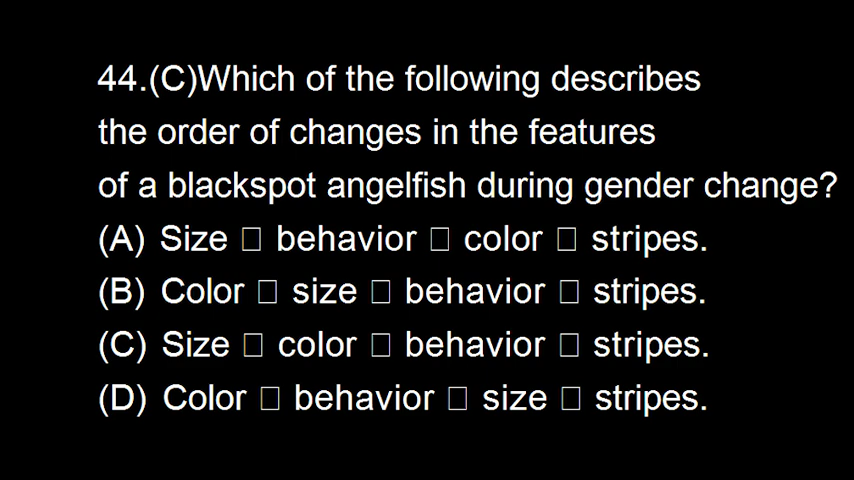 44.(C)Which of the following describes
the order of changes in the features
of a blackspot angelfish during gender change?
(A) Size □ behavior □ color □ stripes.
(B) Color □ size □ behavior □ stripes.
(C) Size □ color □ behavior □ stripes.
(D) Color □ behavior □ size □ stripes.